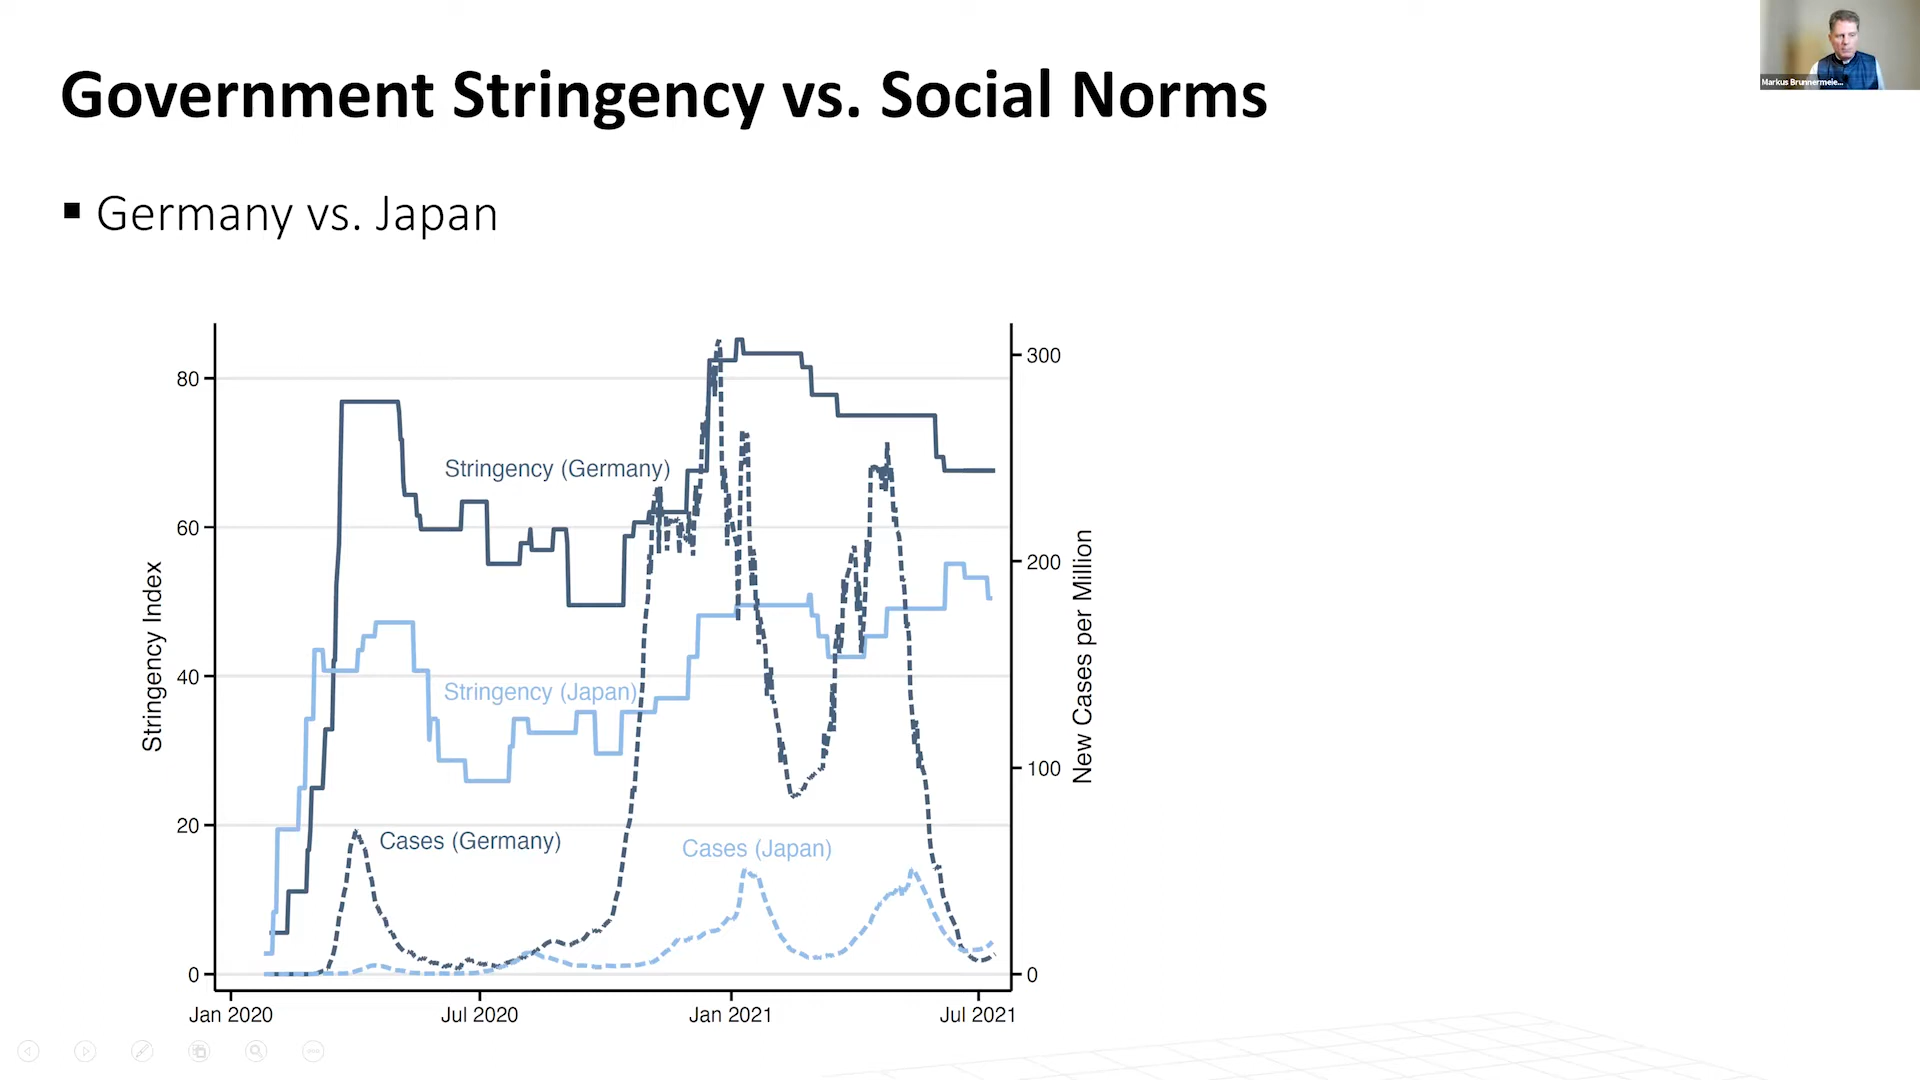 Government Stringency vs. Social Norms
Markus Brunnermeie...
Germany vs. Japan
Stringency Index
80
60
40
20
0
300
200
100
0
New Cases per Million
Stringency (Germany)
Stringency (Japan)
Cases (Germany)
Cases (Japan)
Jan 2020
Jul 2020
Jan 2021
Jul 2021